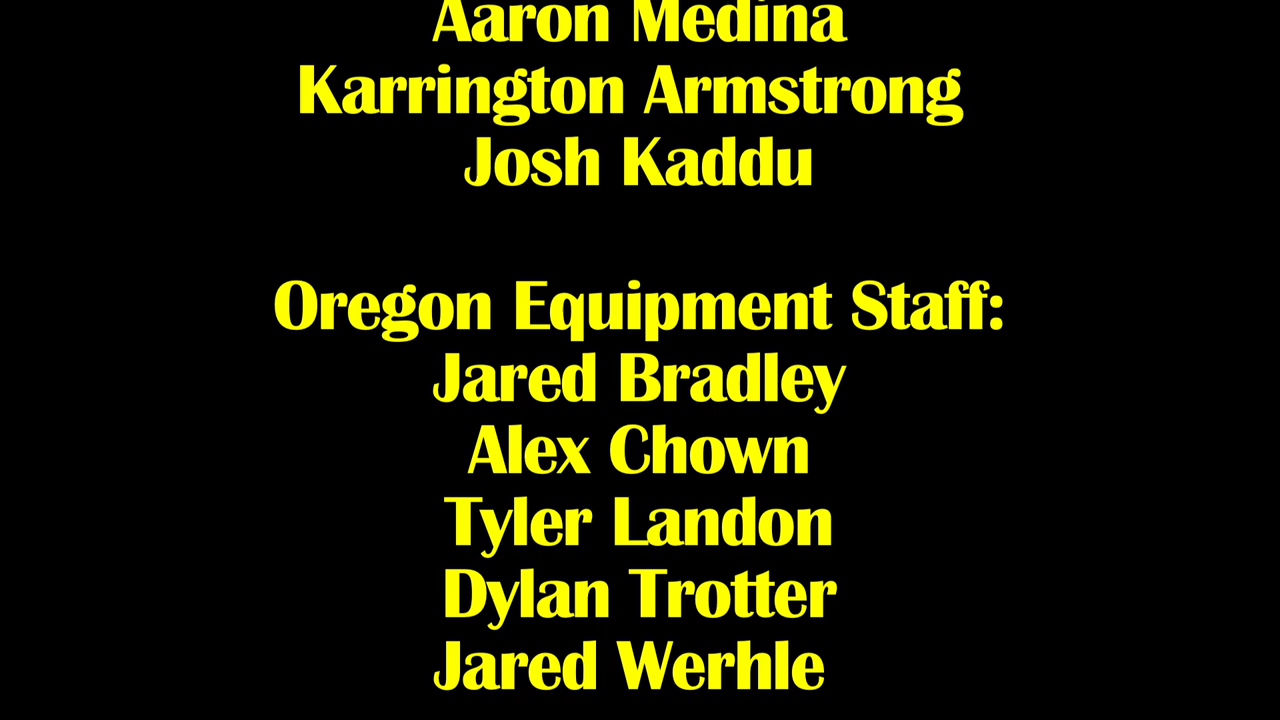 Aaron Medina
Karrington Armstrong
Josh Kaddu
Oregon Equipment Staff:
Jared Bradley
Alex Chown
Tyler Landon
Dylan Trotter
Jared Werhle